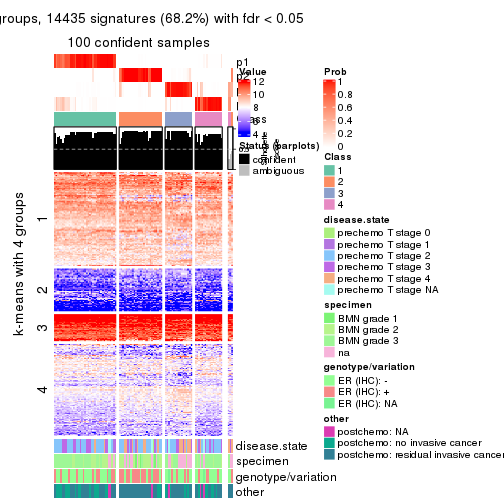 groups, 14435 signatures (68.2%) with fdr < 0.05
100 confident samples
p1
p2
Value
12
10
8
6
4
Status (barplots)
confident
ambiguous
Prob
0.8
0.6
0.4
0.2
0
Class
1
2
3
4
disease.state
prechemo T stage 0
prechemo T stage 1
prechemo T stage 2
prechemo T stage 3
prechemo T stage 4
prechemo T stage NA
specimen
BMN grade 1
BMN grade 2
BMN grade 3
na
genotype/variation
ER (IHC): -
ER (IHC): +
ER (IHC): NA
other
postchemo: NA
postchemo: no invasive cancer
postchemo: residual invasive cancer
k-means with 4 groups
1
2
3
4
disease.state
specimen
genotype/variation
other